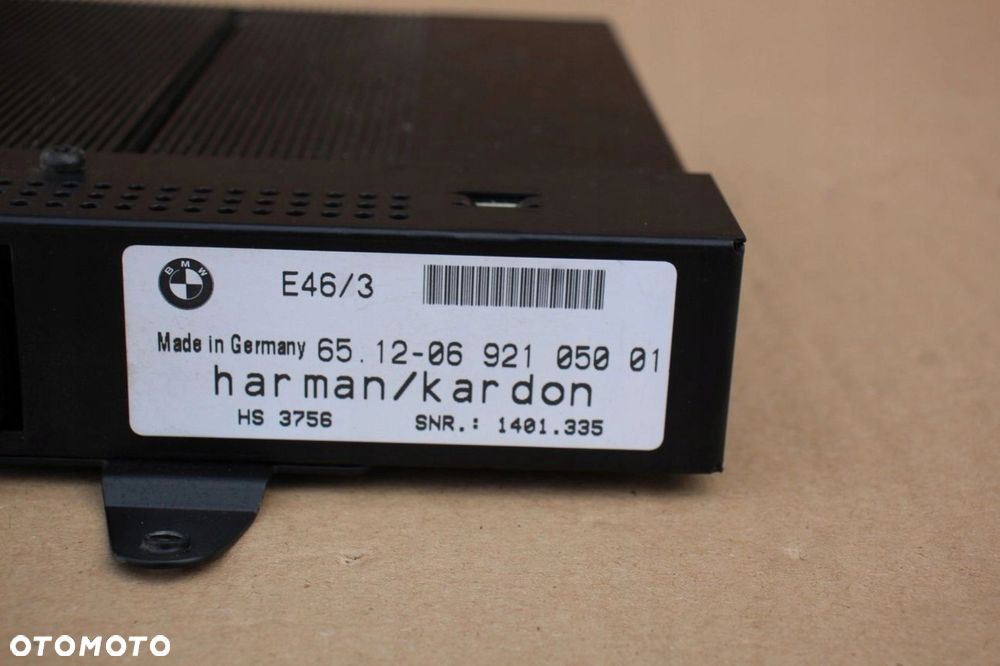 BMW
E46/3
Made in Germany 65.12-06 921 050 01
harman/kardon
HS 3756 SNR.: 1401.335
OTOMOTO